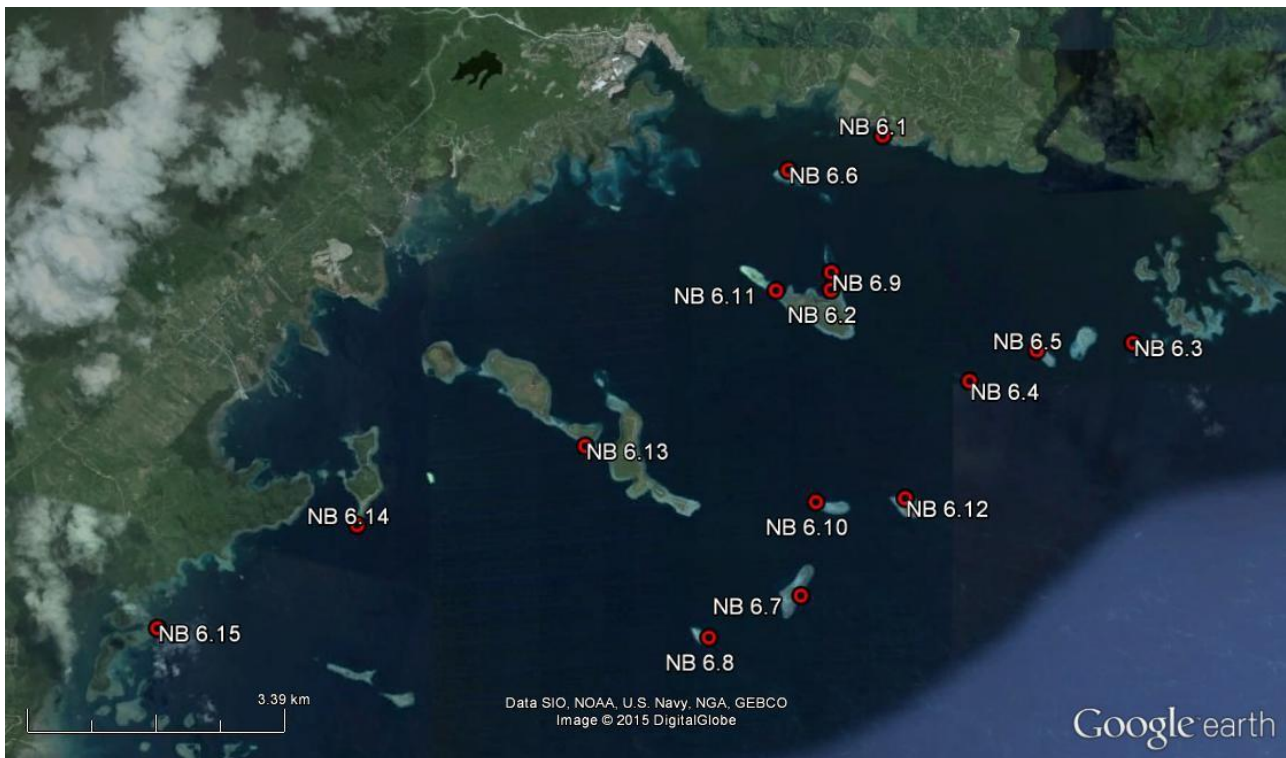 NB 6.1
NB 6.6
NB 6.9
NB 6.11
NB 6.2
NB 6.5
NB 6.3
NB 6.4
NB 6.13
NB 6.12
NB 6.14
NB 6.10
NB 6.7
NB 6.15
NB 6.8
3.39 km
Data SIO, NOAA, U.S. Navy, NGA, GEBCO
Image © 2015 DigitalGlobe
Google earth